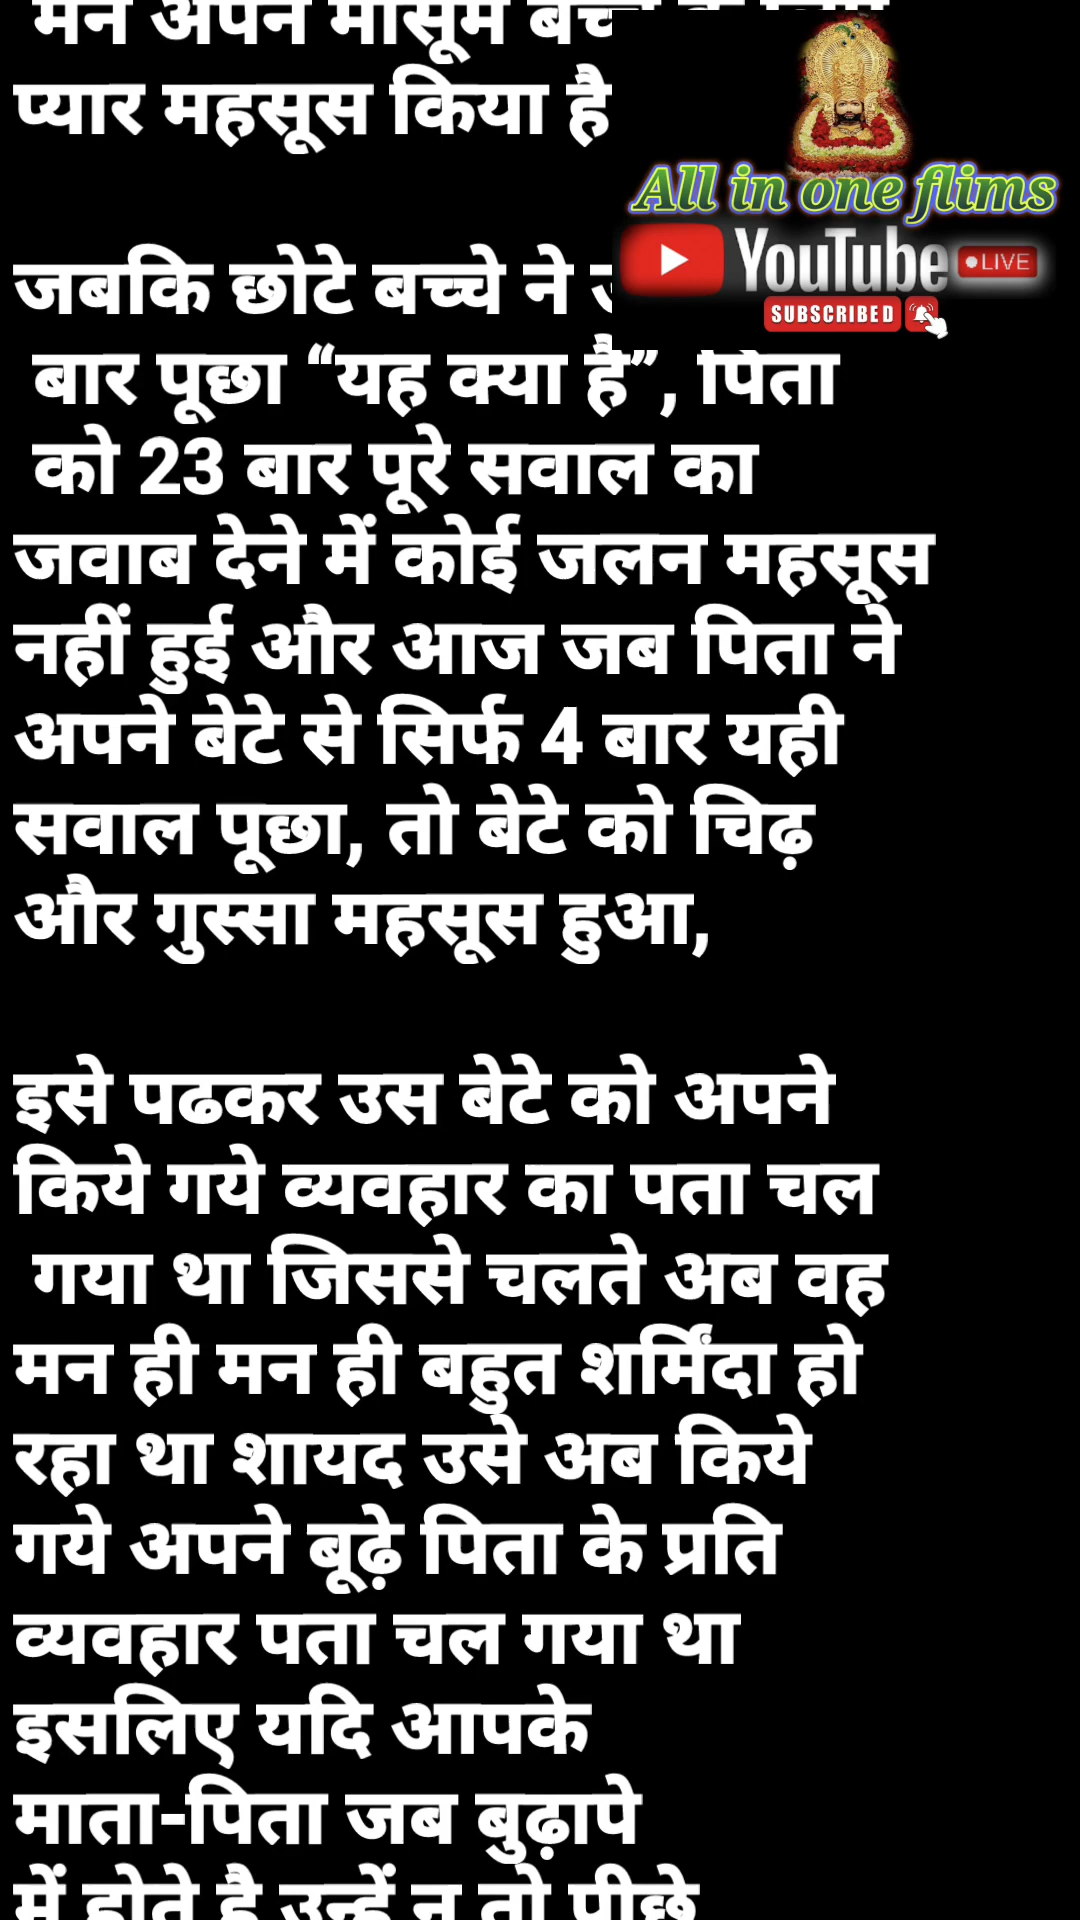 मैंने अपने मासूम
प्यार महसूस किया है
All in one flims
YouTube
LIVE
SUBSCRIBED
जबकि छोटे बच्चे ने
बार पूछा “यह क्या है”, पिता
को 23 बार पूरे सवाल का
जवाब देने में कोई जलन महसूस
नहीं हुई और आज जब पिता ने
अपने बेटे से सिर्फ 4 बार यही
सवाल पूछा, तो बेटे को चिढ़
और गुस्सा महसूस हुआ,
इसे पढकर उस बेटे को अपने
किये गये व्यवहार का पता चल
गया था जिससे चलते अब वह
मन ही मन ही बहुत शर्मिंदा हो
रहा था शायद उसे अब किये
गये अपने बूढ़े पिता के प्रति
व्यवहार पता चल गया था
इसलिए यदि आपके
माता-पिता जब बुढ़ापे
में होते है उन्हें न तो पीछे